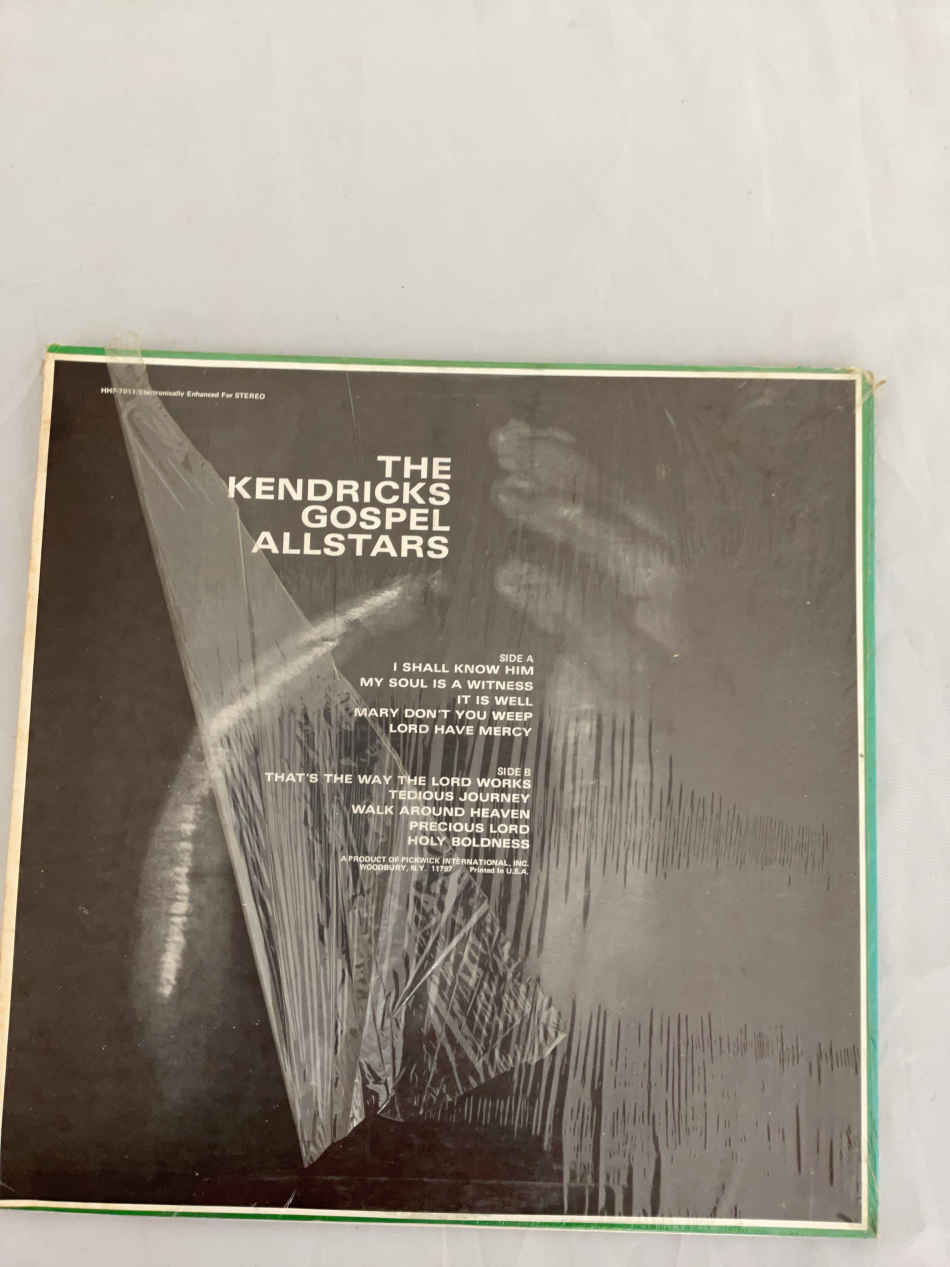 Electronically Enhanced For STEREO
THE
KENDRICKS
GOSPEL
ALLSTARS
SIDE A
I SHALL KNOW HIM
MY SOUL IS A WITNESS
IT IS WELL
MARY DON'T YOU WEEP
LORD HAVE MERCY
SIDE B
THAT'S THE WAY THE LORD WORKS
TEDIOUS JOURNEY
WALK AROUND HEAVEN
PRECIOUS LORD
HOLY BOLDNESS
A PRODUCT OF PICKWICK INTERNATIONAL, INC.
WOODBURY, N.Y. 11797 Printed In U.S.A.